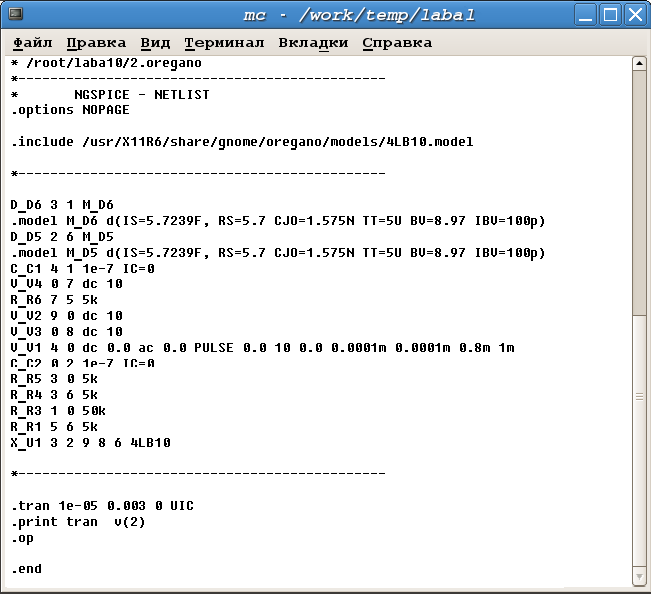 mc - /work/temp/laba1
Файл Правка Вид Терминал Вкладки Справка
* /root/laba10/2.oregano
*----------------------------------------------
* NGSPICE - NETLIST
.options NOPAGE
.include /usr/X11R6/share/gnome/oregano/models/4LB10.model
*----------------------------------------------
D_D6 3 1 M_D6
.model M_D6 d(IS=5.7239F, RS=5.7 CJO=1.575N TT=5U BV=8.97 IBV=100p)
D_D5 2 6 M_D5
.model M_D5 d(IS=5.7239F, RS=5.7 CJO=1.575N TT=5U BV=8.97 IBV=100p)
C_C1 4 1 1e-7 IC=0
V_V4 0 7 dc 10
R_R6 7 5 5k
V_V2 9 0 dc 10
V_V3 0 8 dc 10
V_V1 4 0 dc 0.0 ac 0.0 PULSE 0.0 10 0.0 0.0001m 0.0001m 0.8m 1m
C_C2 0 2 1e-7 IC=0
R_R5 3 0 5k
R_R4 3 6 5k
R_R3 1 0 50k
R_R1 5 6 5k
X_U1 3 2 9 8 6 4LB10
*----------------------------------------------
.tran 1e-05 0.003 0 UIC
.print tran v(2)
.op
.end